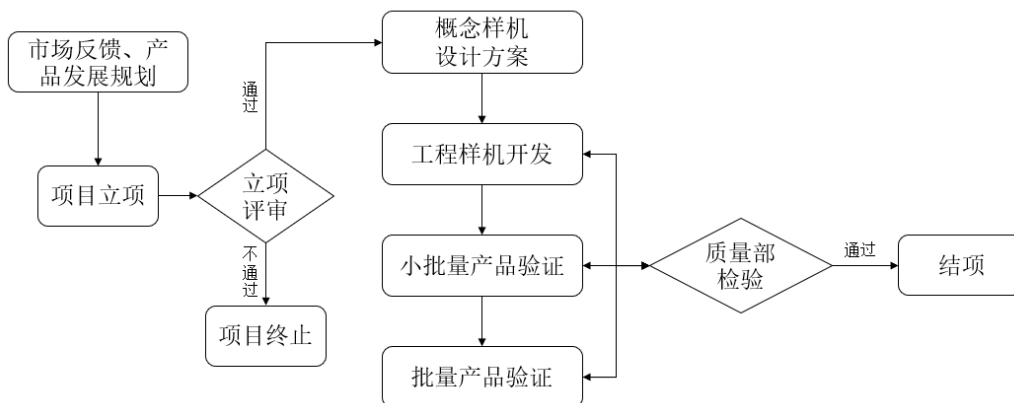 市场反馈、产
品发展规划
项目立项
立项
评审
通过
不通过
项目终止
概念样机
设计方案
工程样机开发
小批量产品验证
批量产品验证
质量部
检验
通过
结项